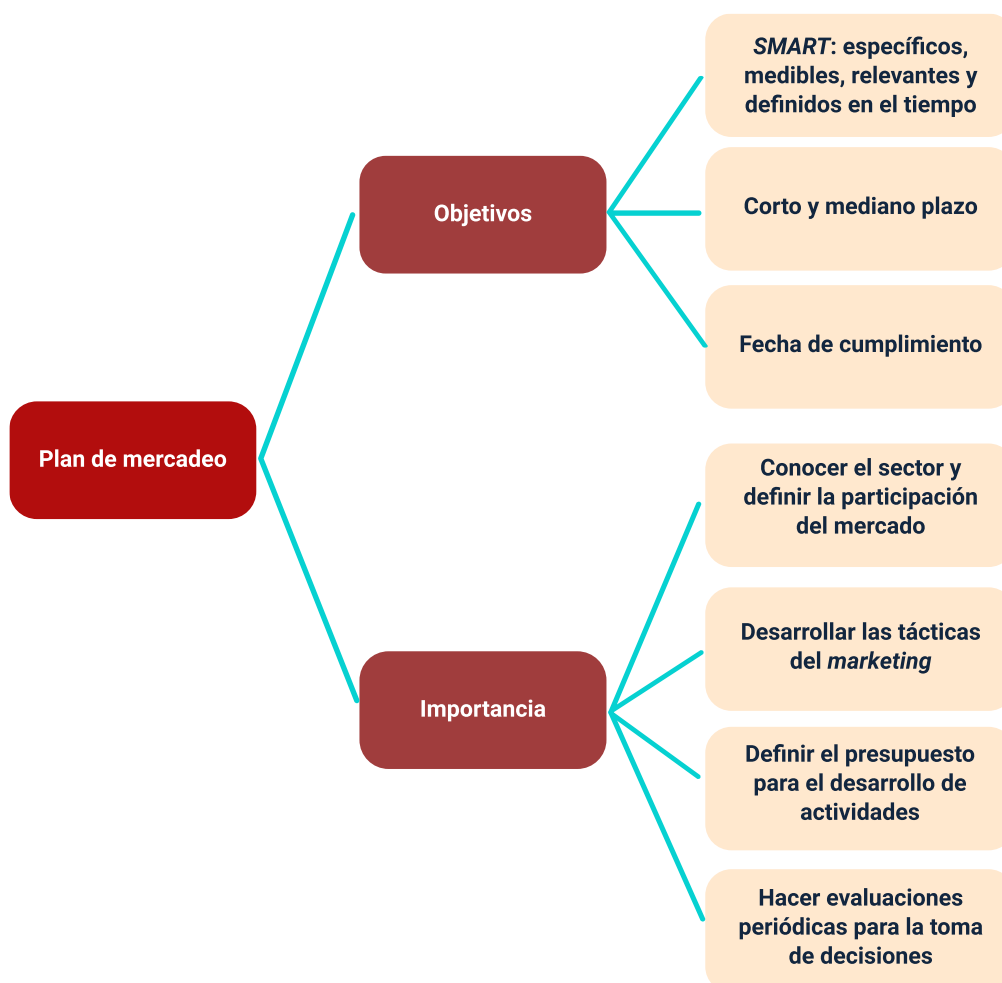 Plan de mercadeo
Objetivos
SMART: específicos,
medibles, relevantes y
definidos en el tiempo
Corto y mediano plazo
Fecha de cumplimiento
Importancia
Conocer el sector y
definir la participación
del mercado
Desarrollar las tácticas
del marketing
Definir el presupuesto
para el desarrollo de
actividades
Hacer evaluaciones
periódicas para la toma
de decisiones